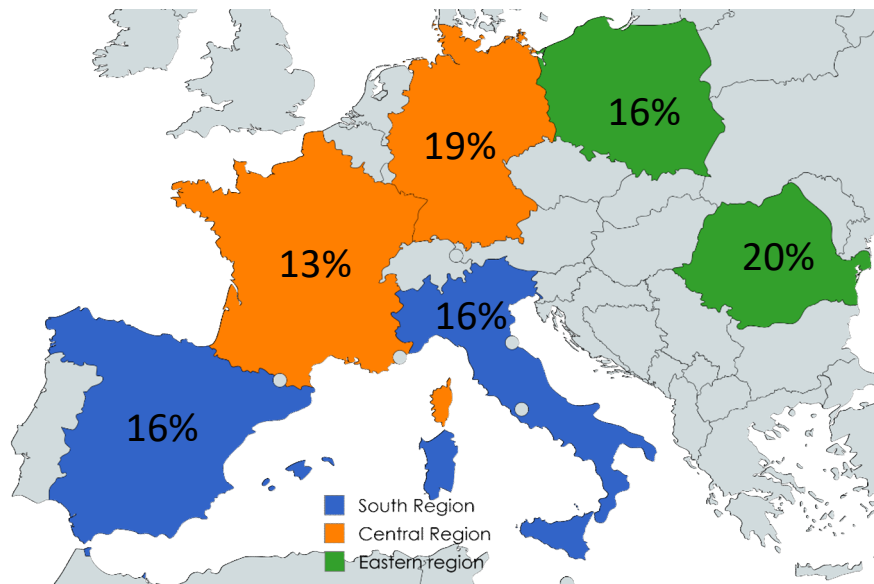 16%
19%
13%
20%
16%
16%
South Region
Central Region
Eastern region